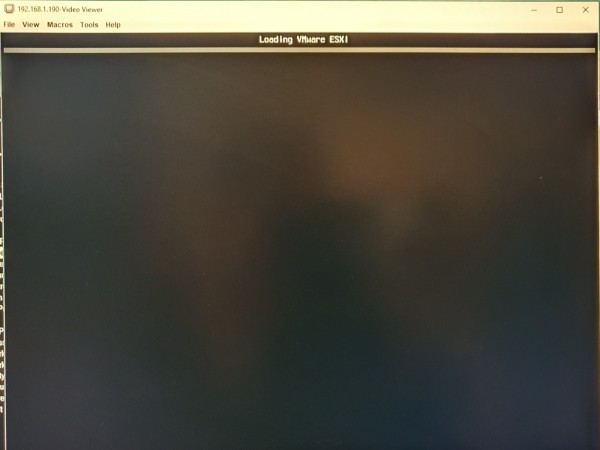 192.168.1.190-Video Viewer
File View Macros Tools Help
Loading VMware ESXi